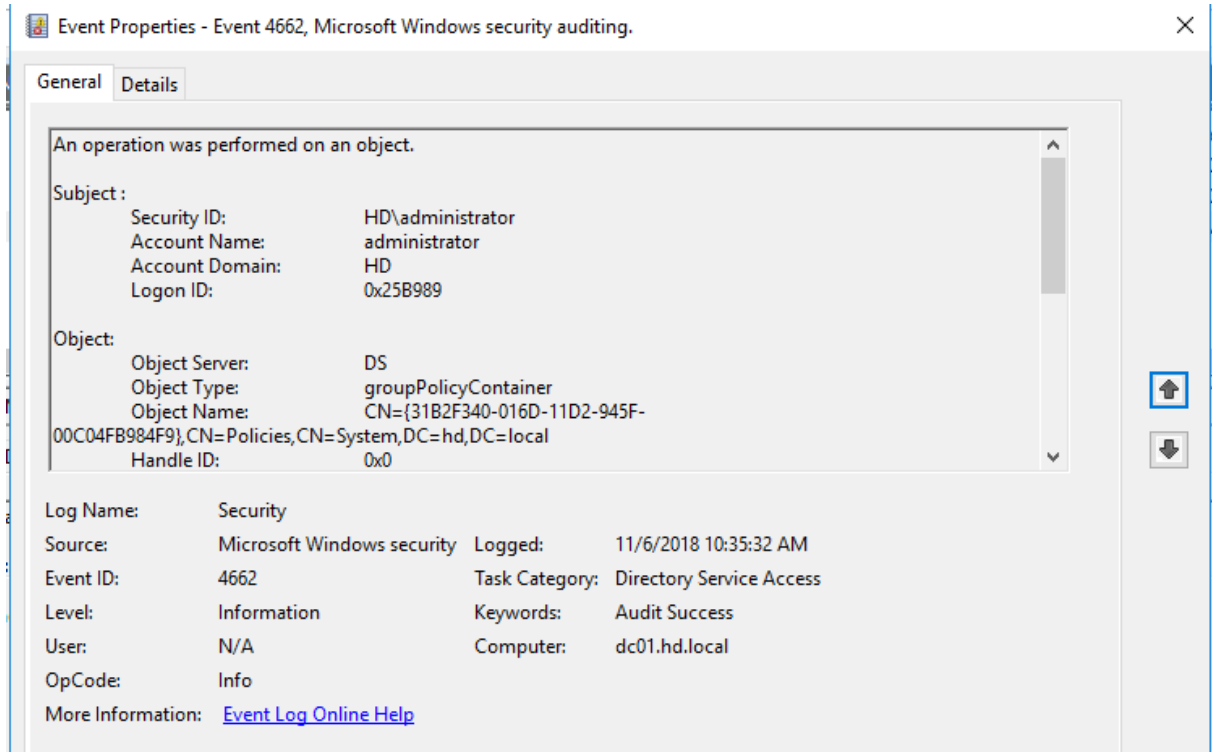 Event Properties - Event 4662, Microsoft Windows security auditing.
General Details
An operation was performed on an object.
Subject :
Security ID: HD\administrator
Account Name: administrator
Account Domain: HD
Logon ID: 0x25B989
Object:
Object Server: DS
Object Type: groupPolicyContainer
Object Name: CN={31B2F340-016D-11D2-945F-
00C04FB984F9},CN=Policies,CN=System,DC=hd,DC=local
Handle ID: 0x0
Log Name: Security
Source: Microsoft Windows security Logged: 11/6/2018 10:35:32 AM
Event ID: 4662 Task Category: Directory Service Access
Level: Information Keywords: Audit Success
User: N/A Computer: dc01.hd.local
OpCode: Info
More Information: Event Log Online Help